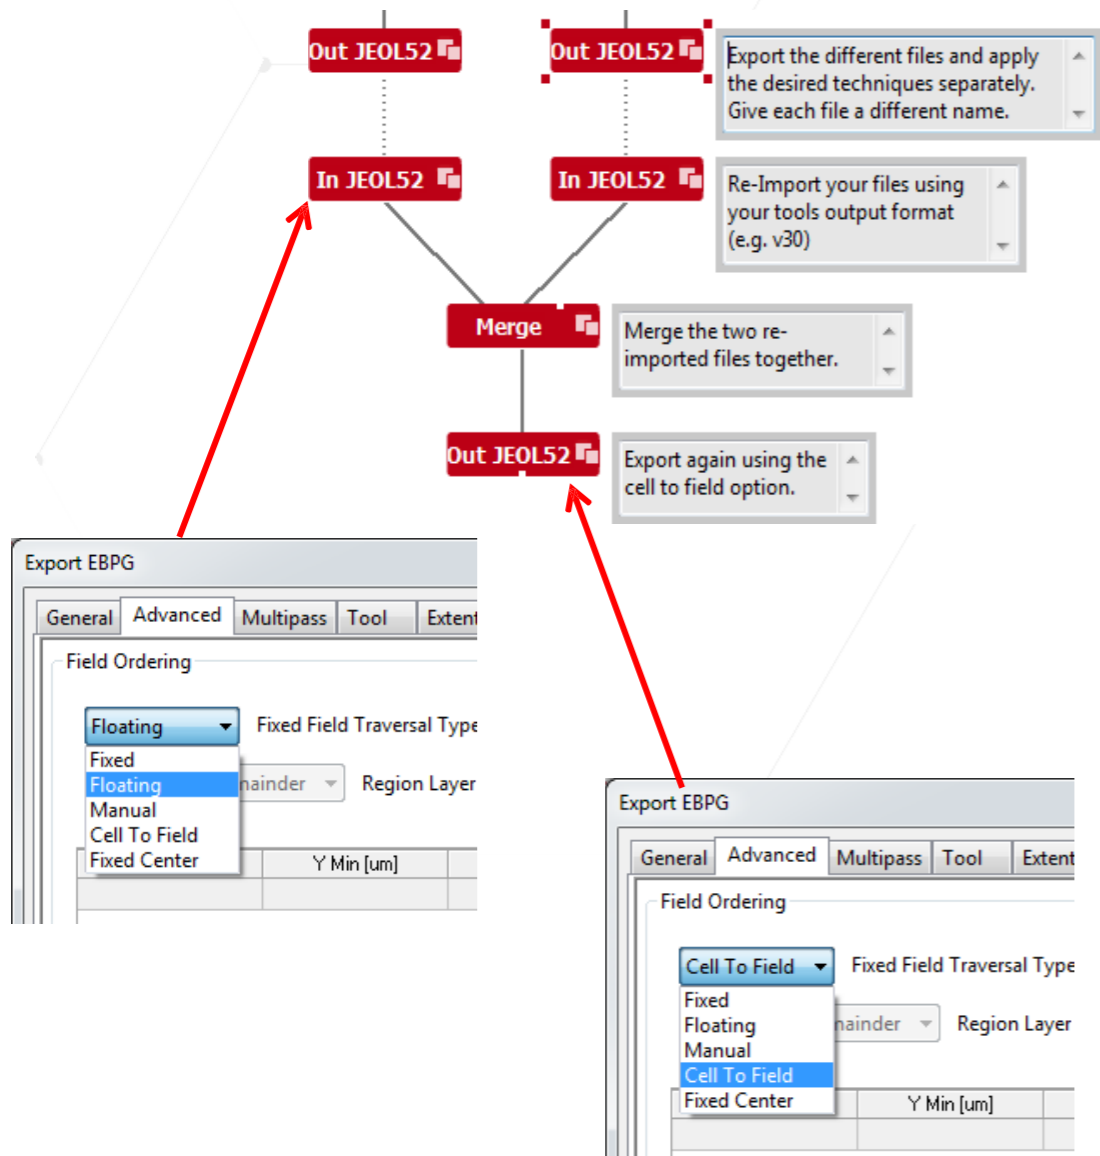 Out JEOL52
Out JEOL52
Export the different files and apply
the desired techniques separately.
Give each file a different name.
In JEOL52
In JEOL52
Re-Import your files using
your tools output format
(e.g. v30)
Merge
Merge the two re-
imported files together.
Out JEOL52
Export again using the
cell to field option.
Export EBPG
General
Advanced
Multipass
Tool
Extent
Field Ordering
Floating
Fixed Field Traversal Type
Fixed
Floating
Manual
Cell To Field
Fixed Center
nainder
Region Layer
Y Min [um]
Export EBPG
General
Advanced
Multipass
Tool
Extent
Field Ordering
Cell To Field
Fixed Field Traversal Type
Fixed
Floating
Manual
Cell To Field
Fixed Center
nainder
Region Layer
Y Min [um]